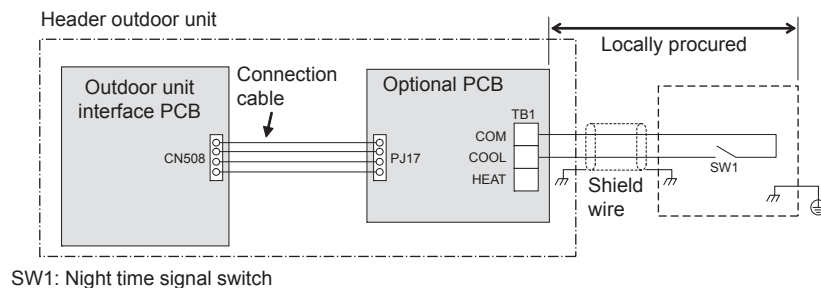 Header outdoor unit
Locally procured
Outdoor unit
interface PCB
Connection
cable
Optional PCB
TB1
COM
CN508
PJ17
COOL
HEAT
SW1
Shield
wire
SW1: Night time signal switch